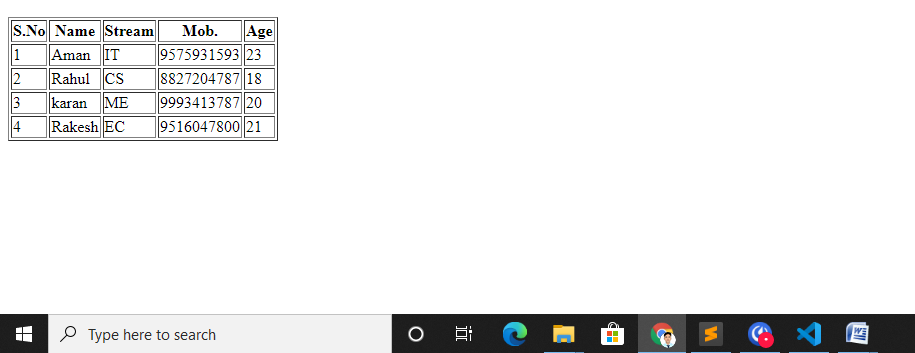 S.No Name Stream Mob. Age
1 Aman IT 9575931593 23
2 Rahul CS 8827204787 18
3 karan ME 9993413787 20
4 Rakesh EC 9516047800 21
Type here to search